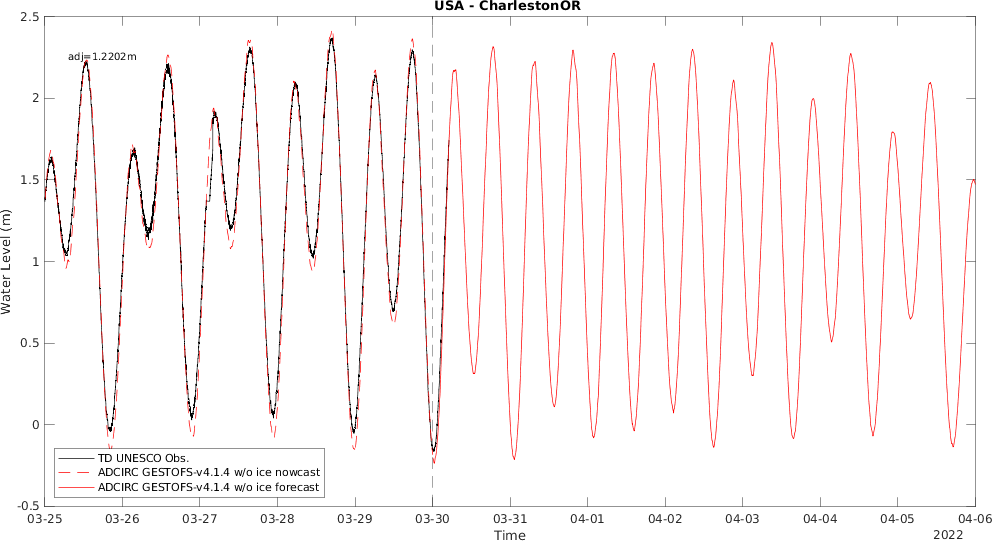 USA - CharlestonOR
adj=1.2202m
2.5
2
1.5
1
0.5
0
-0.5
Water Level (m)
TD UNESCO Obs.
ADCIRC GESTOFS-v4.1.4 w/o ice nowcast
ADCIRC GESTOFS-v4.1.4 w/o ice forecast
03-25 03-26 03-27 03-28 03-29 03-30 03-31 04-01 04-02 04-03 04-04 04-05 04-06
Time
2022